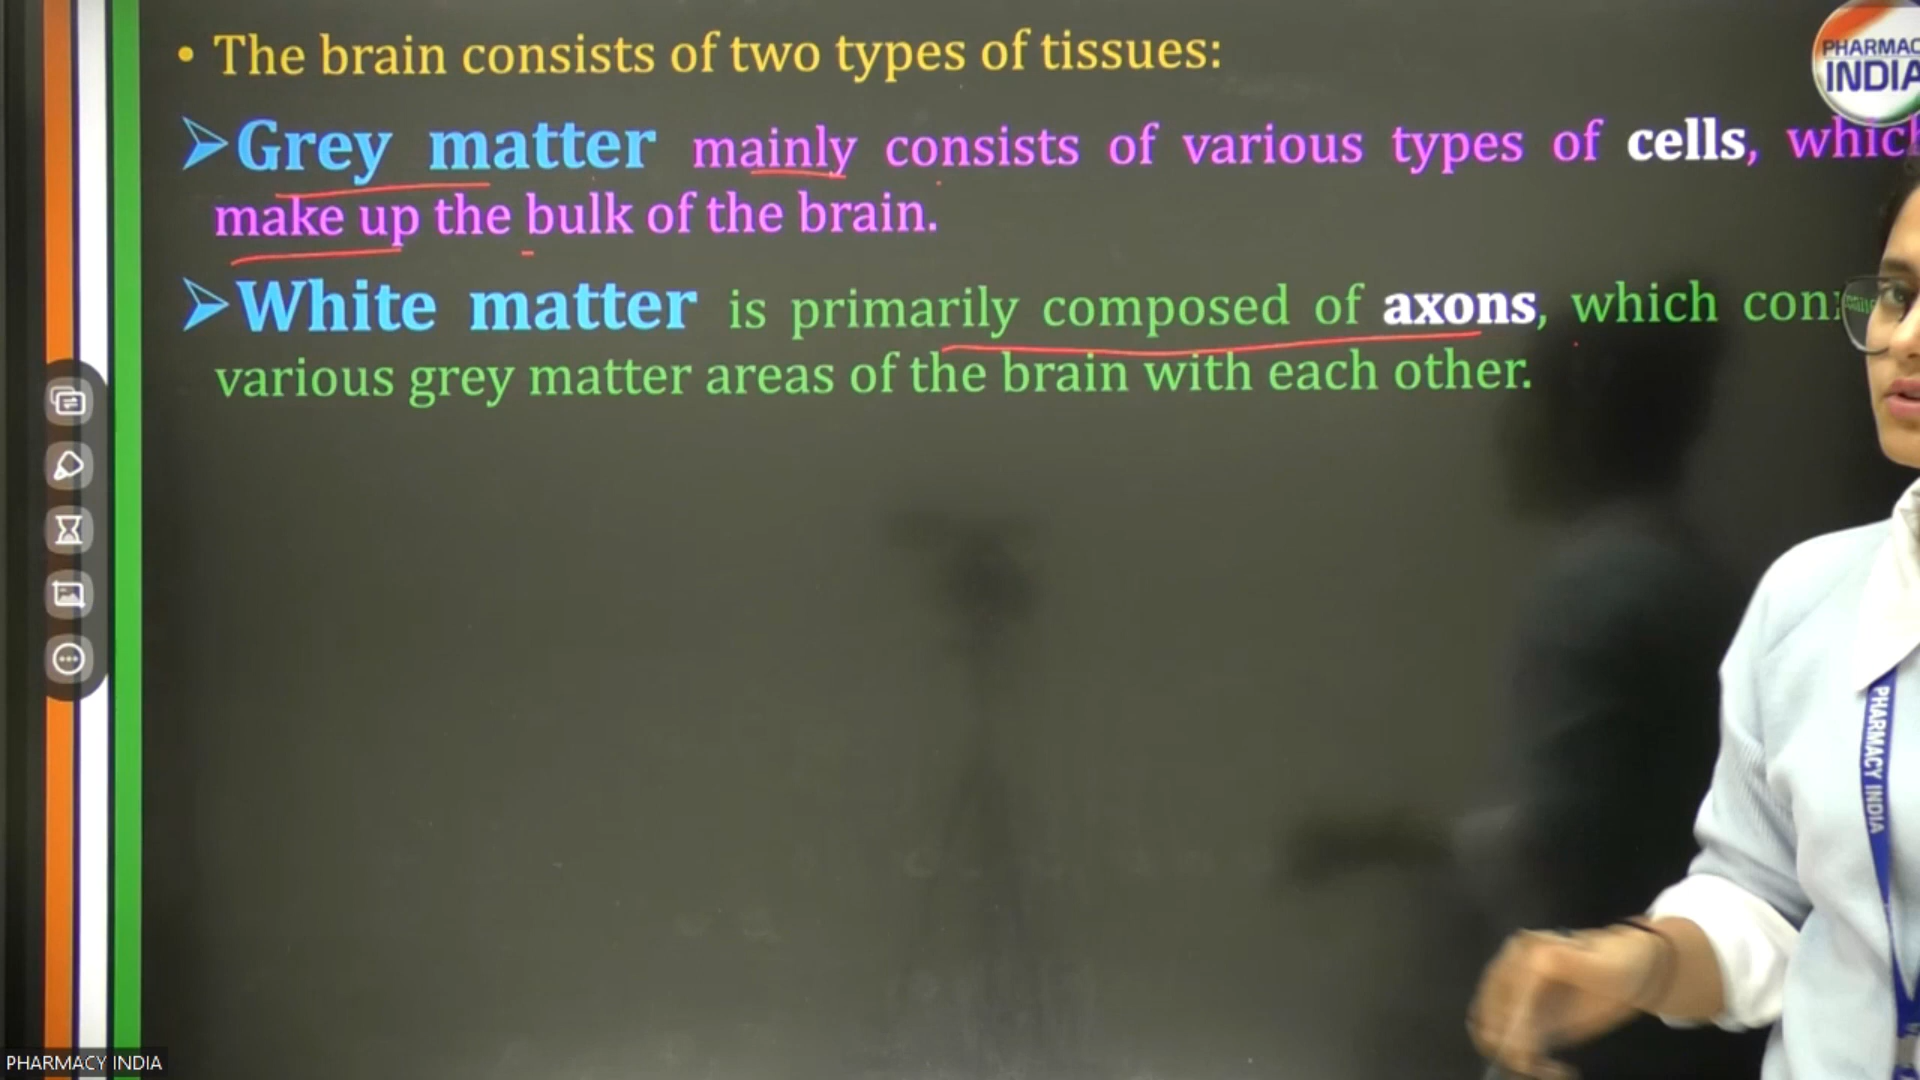 • The brain consists of two types of tissues:
PHARMAC
INDIA
➢Grey matter mainly consists of various types of cells, which
make up the bulk of the brain.
➢White matter is primarily composed of axons, which
various grey matter areas of the brain with each other.
PHARMACY INDIA
PHARMACY INDIA